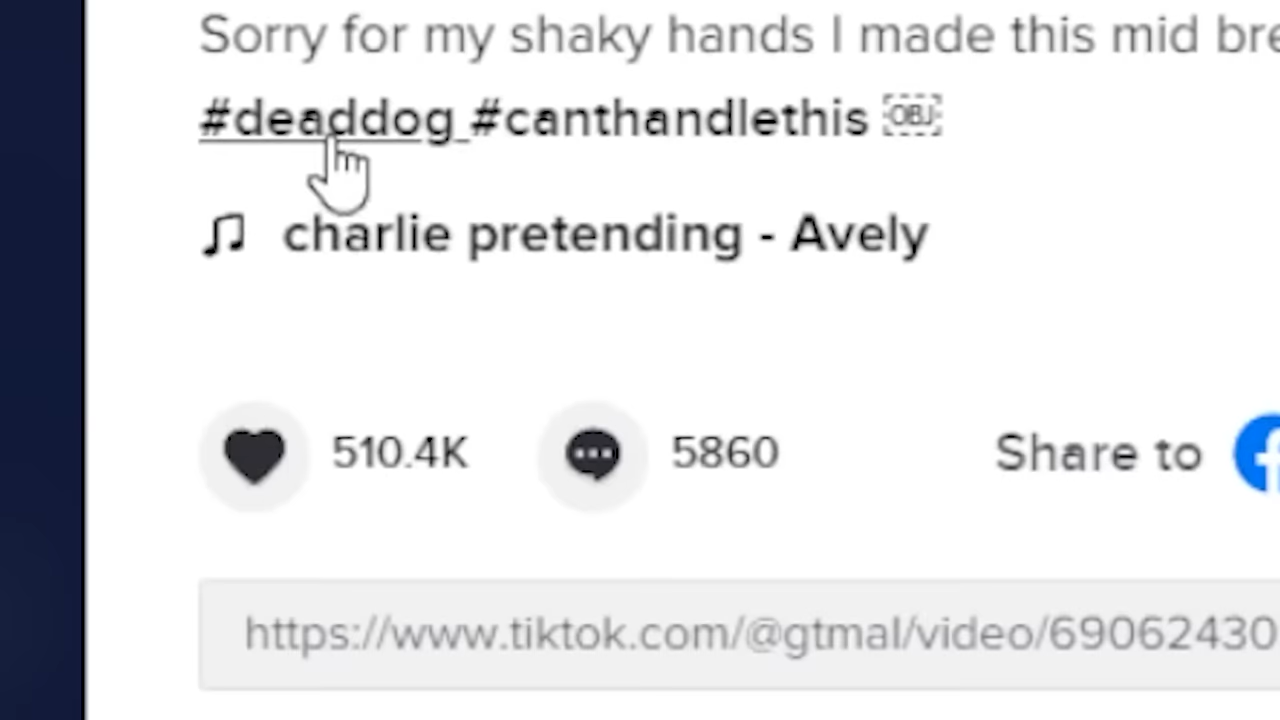 Sorry for my shaky hands I made this mid
#deaddog #canthandlethis OBJ
charlie pretending - Avely
510.4K 5860 Share to
https://www.tiktok.com/@gtmal/video/69062430